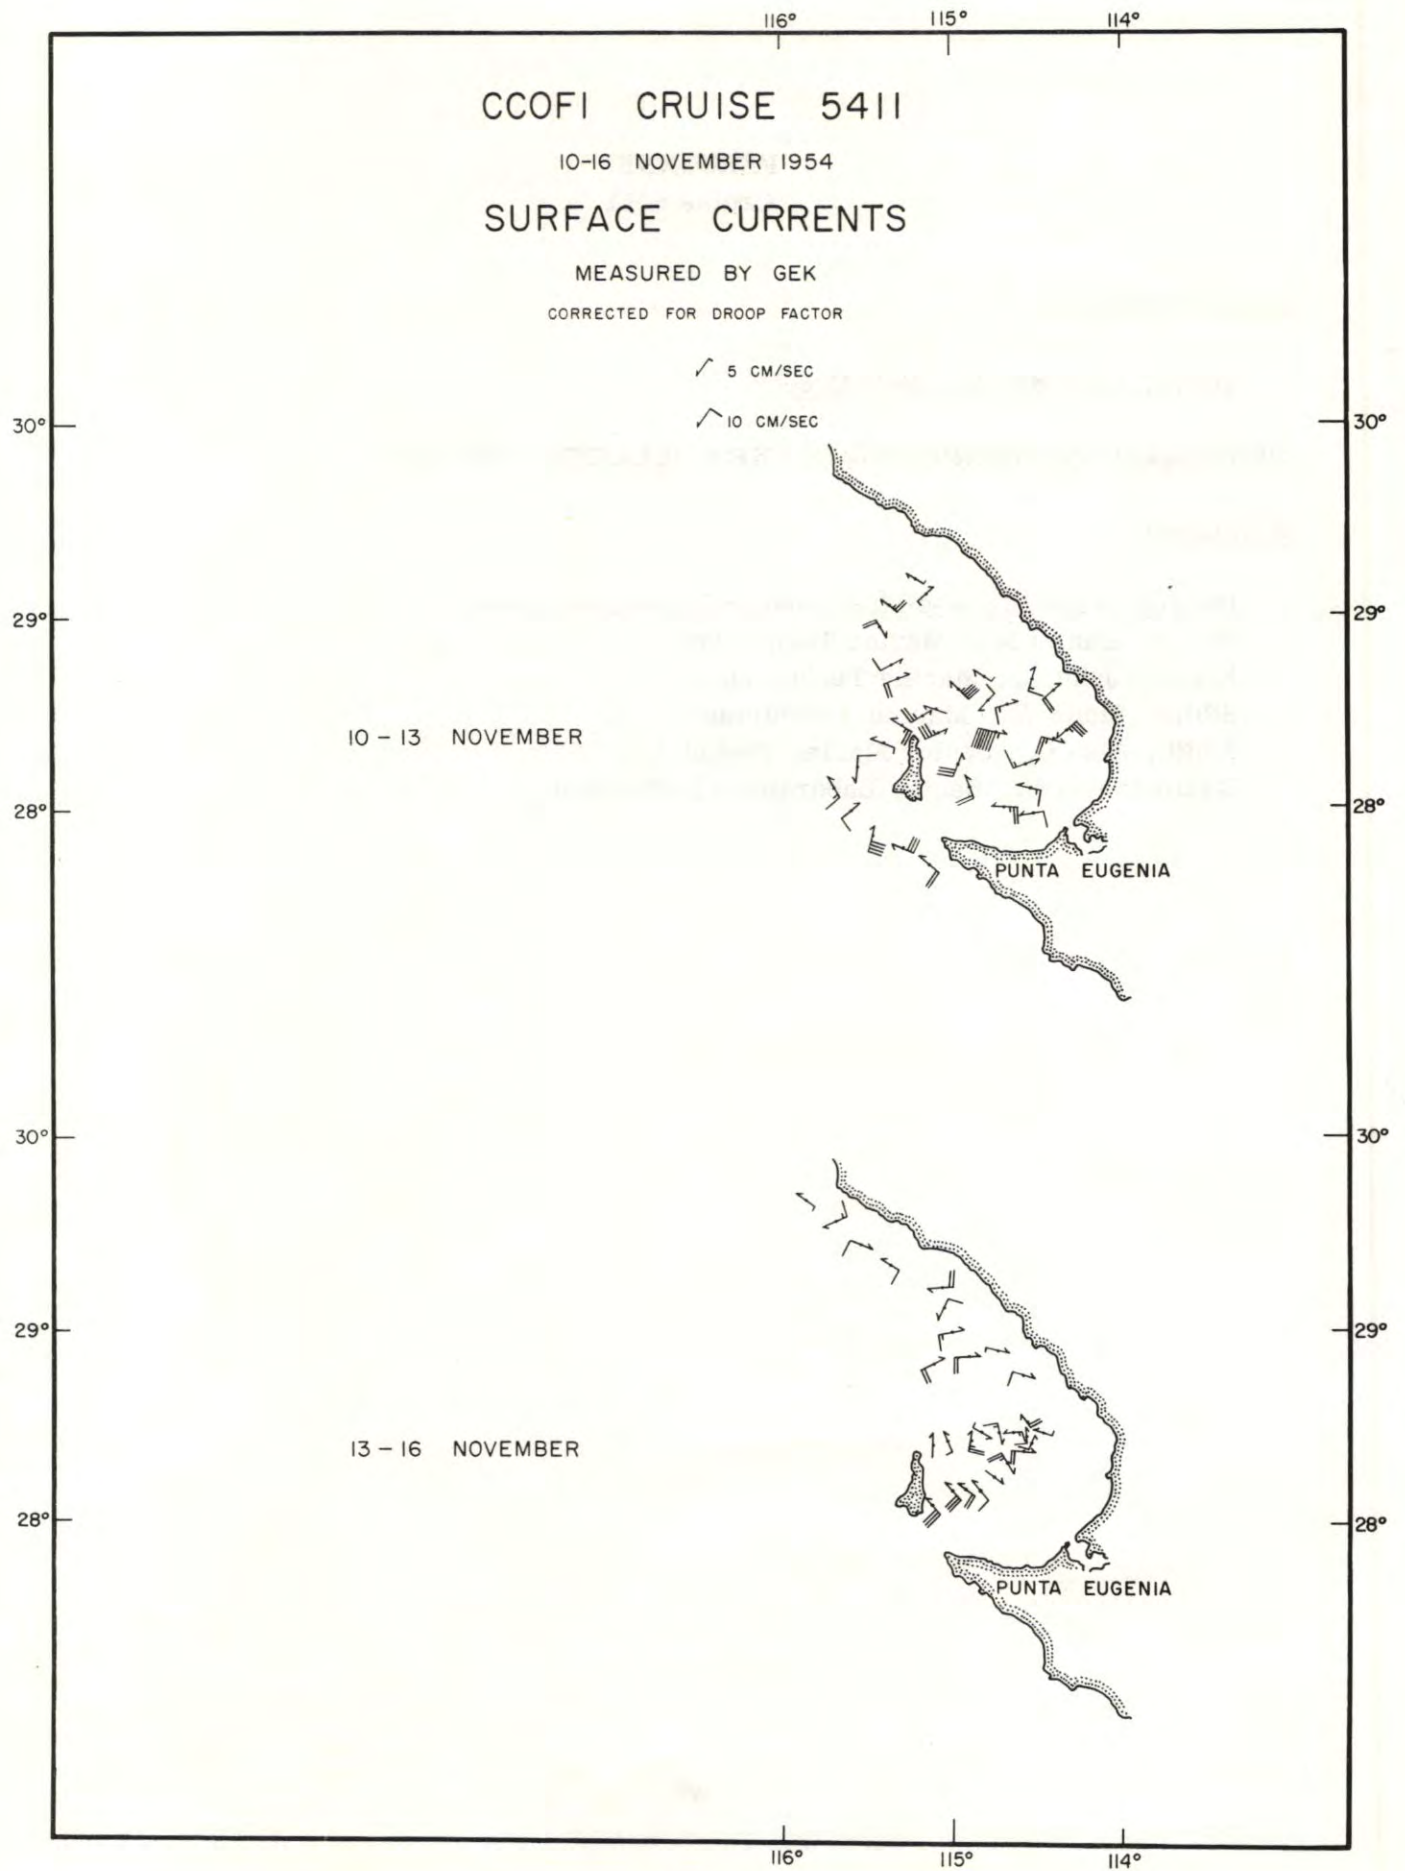 116° 115° 114°
CCOFI CRUISE 5411
10-16 NOVEMBER 1954
SURFACE CURRENTS
MEASURED BY GEK
CORRECTED FOR DROOP FACTOR
5 CM/SEC
10 CM/SEC
30° 30°
29° 29°
10-13 NOVEMBER
28° 28°
PUNTA EUGENIA
30° 30°
29° 29°
13-16 NOVEMBER
28° 28°
PUNTA EUGENIA
116° 115° 114°